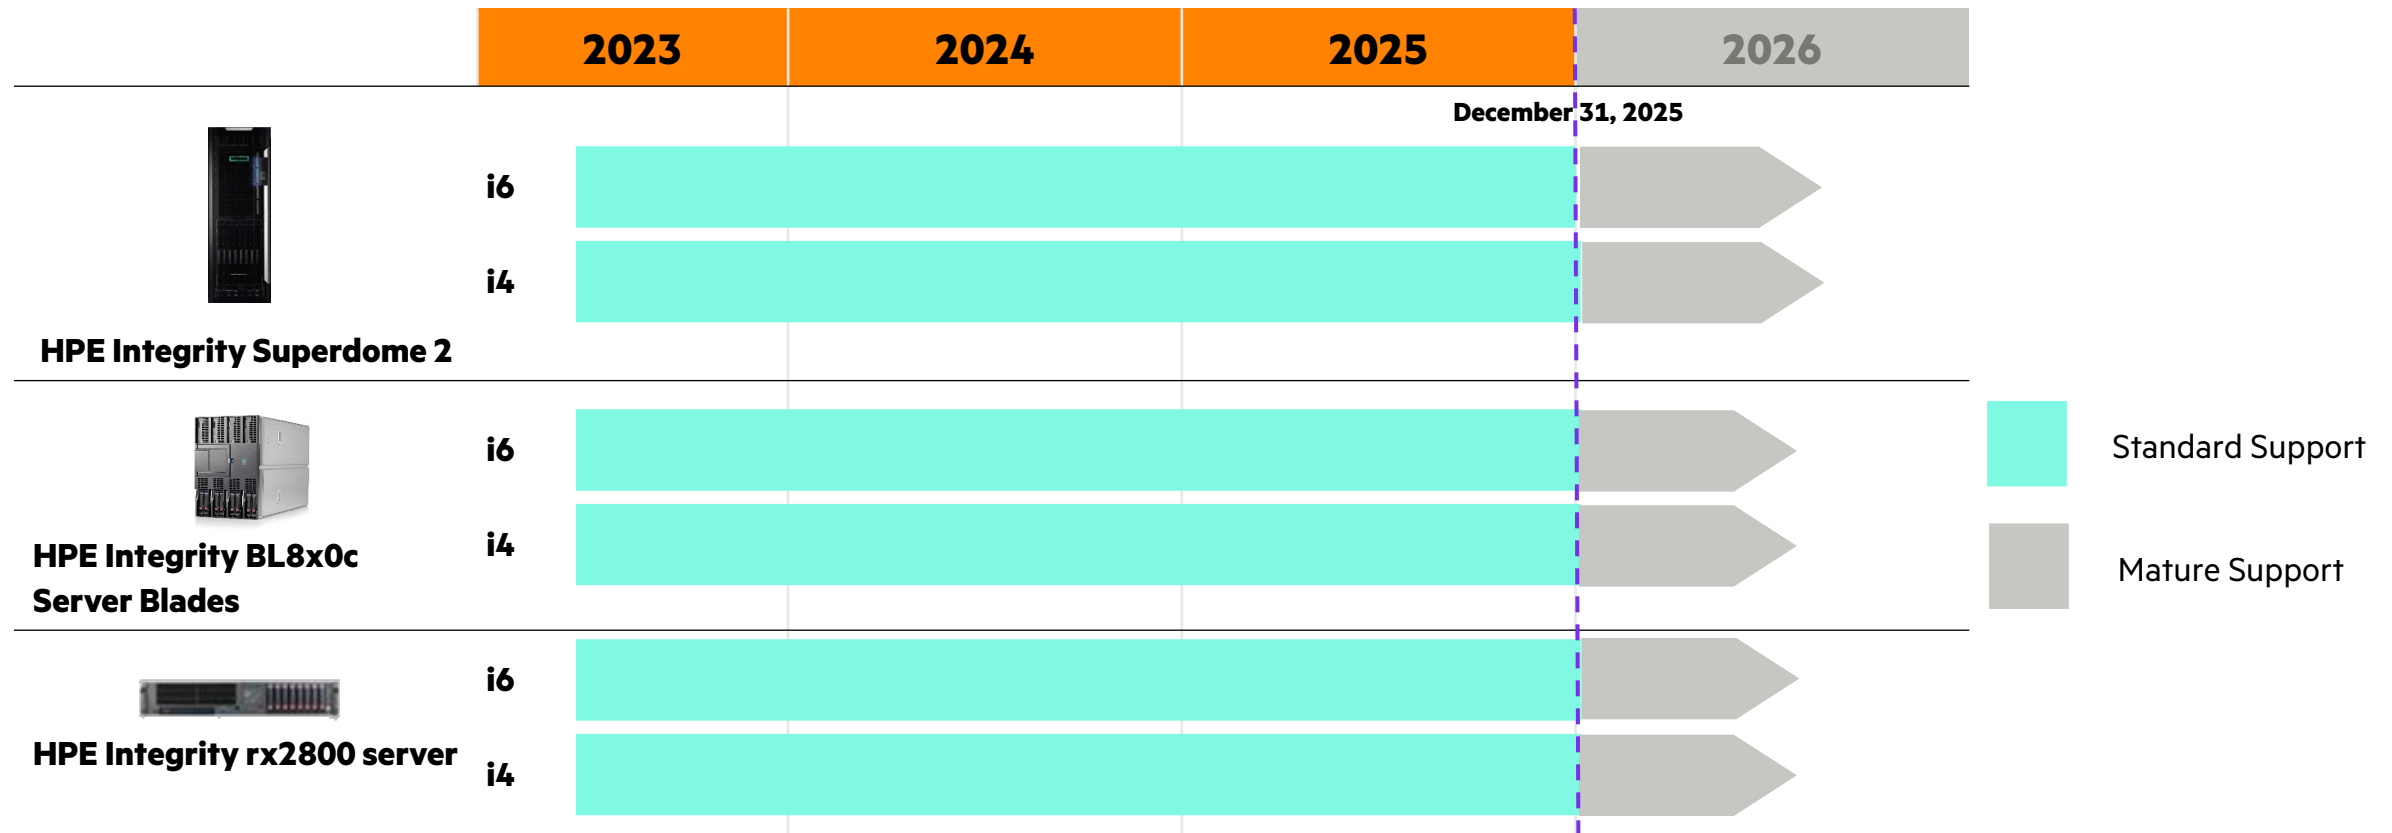 2023 2024 2025 2026
December 31, 2025
i6
i4
HPE Integrity Superdome 2
i6
i4
HPE Integrity BL8x0c
Server Blades
Standard Support
Mature Support
i6
HPE Integrity rx2800 server
i4